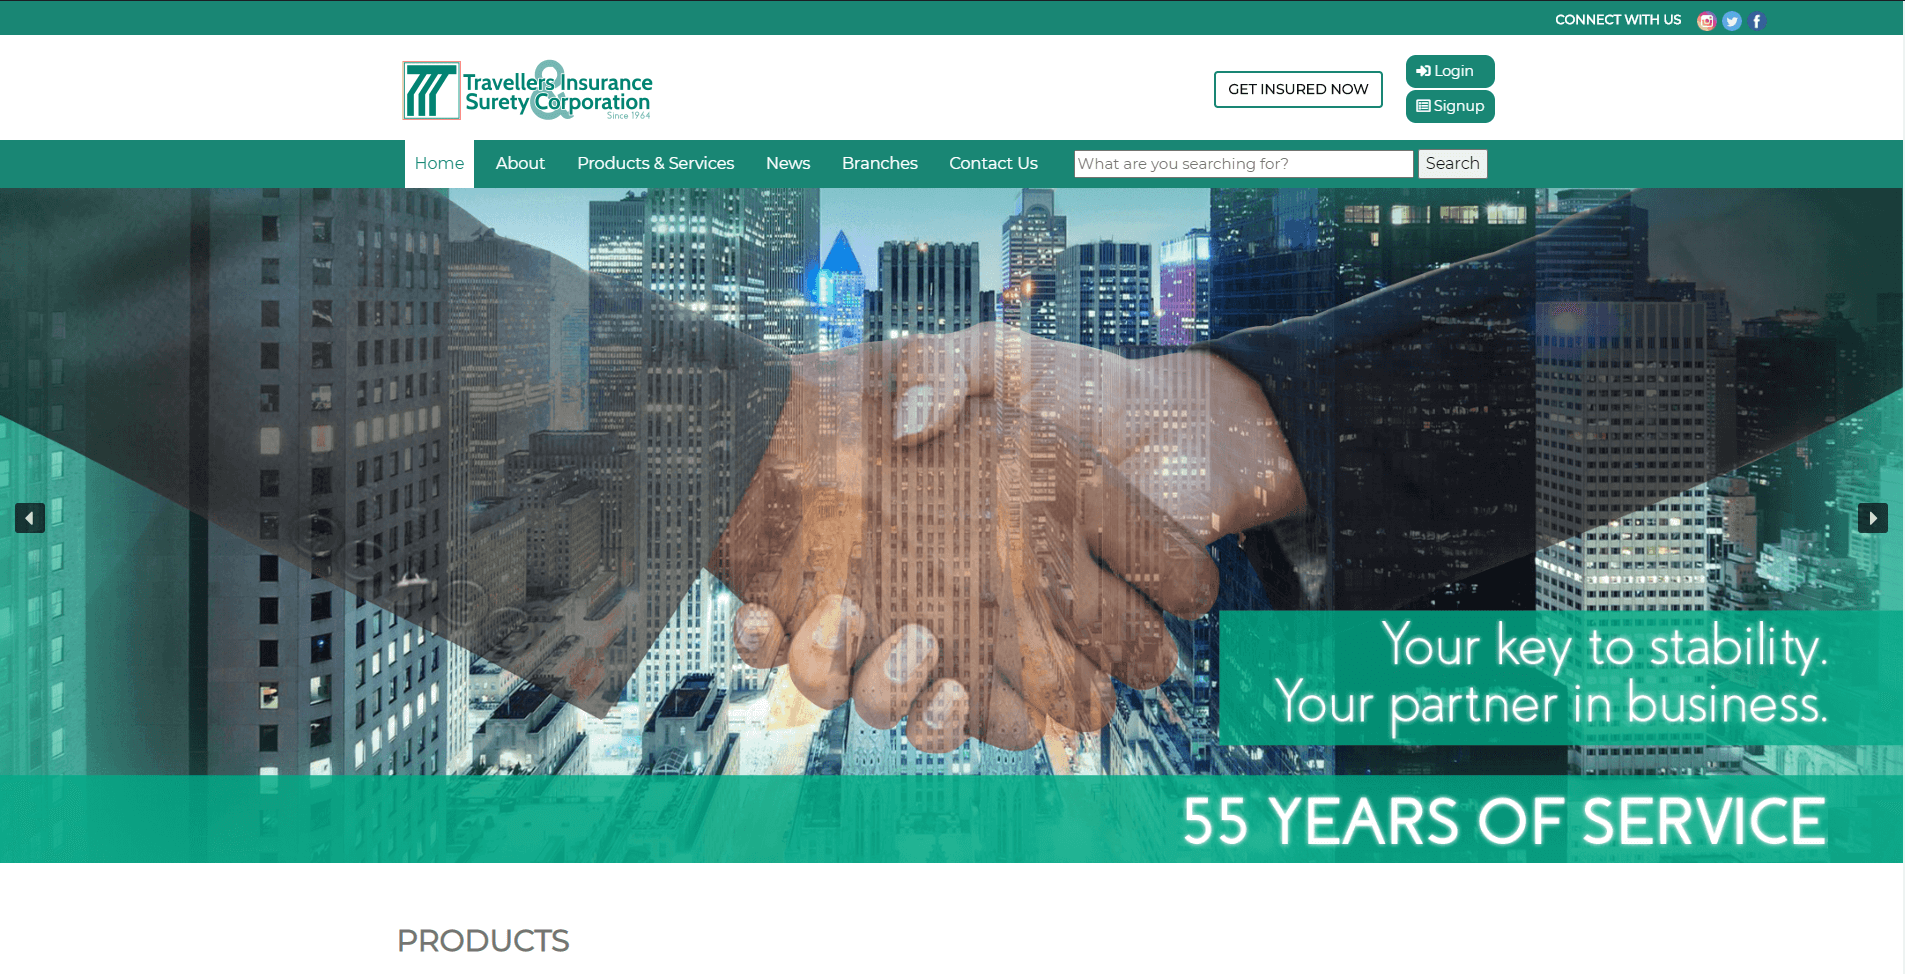 CONNECT WITH US
Travellers Insurance
&
Surety Corporation
Since 1964
GET INSURED NOW
Login
Signup
Home About Products & Services News Branches Contact Us What are you searching for? Search
Your key to stability.
Your partner in business.
55 YEARS OF SERVICE
PRODUCTS